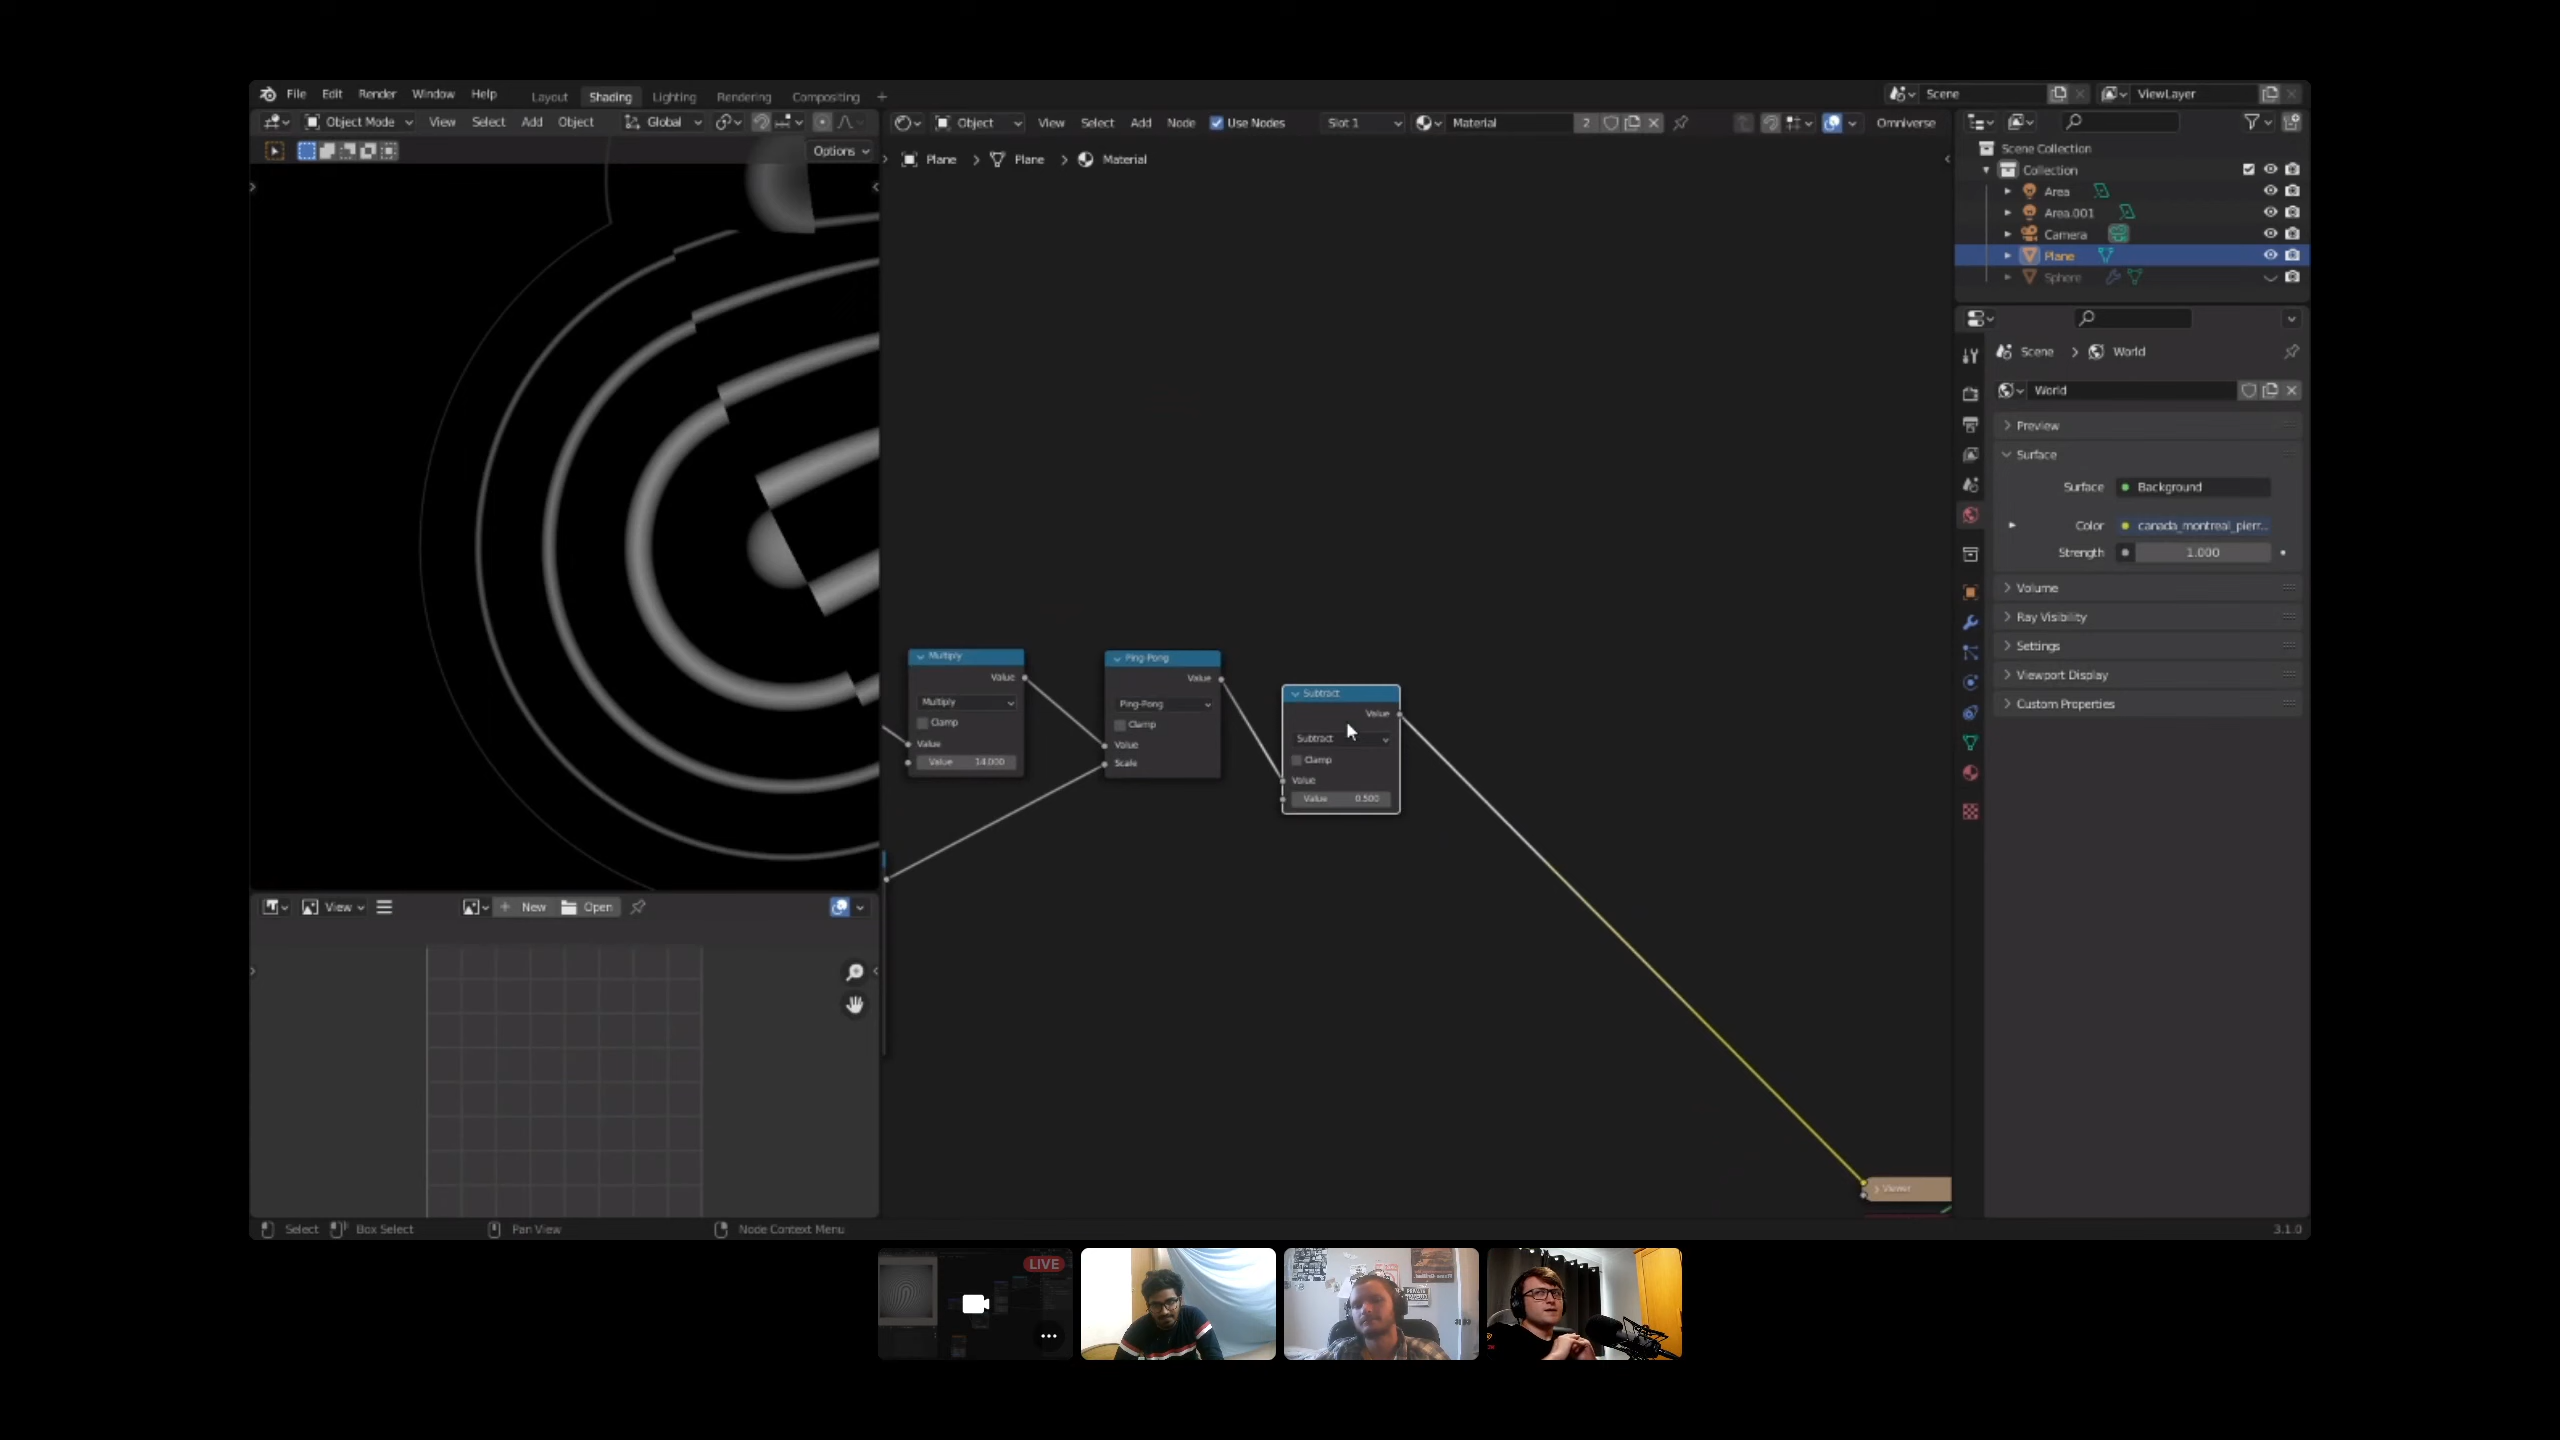 File Edit Render Window Help Layout Shading Lighting Rendering Compositing + Scene ViewLayer
Object Mode View Select Add Object Global
Options
Object View Select Add Node Use Nodes Slot 1 Material 2 Omniverse
Plane > Plane > Material
Scene Collection
Collection
Area
Area.001
Camera
Plane
Sphere
Scene > World
World
Preview
Surface
Surface Background
Color canada_montreal_pierr...
Strength 1.000
Volume
Ray Visibility
Settings
Viewport Display
Custom Properties
Multiply
Value
Multiply
Clamp
Value
Value 14.000
Ping-Pong
Value
Ping-Pong
Clamp
Value
Scale
Subtract
Value
Subtract
Clamp
Value
Value 0.500
Viewer
View + New Open
Select Box Select Pan View Node Context Menu 3.1.0
LIVE